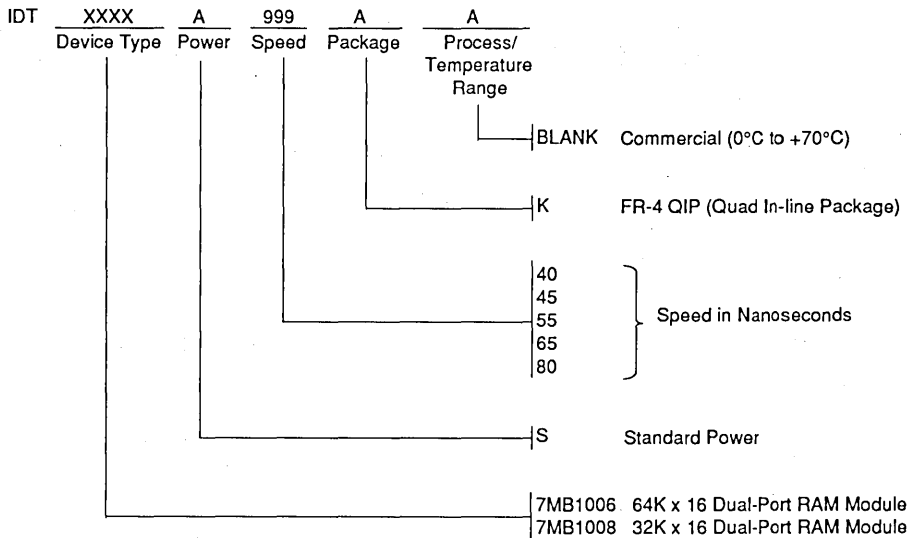 IDT XXXX A 999 A A
Device Type Power Speed Package Process/
Temperature
Range
BLANK Commercial (0°C to +70°C)
K FR-4 QIP (Quad In-line Package)
40
45
55
65
80
Speed in Nanoseconds
S Standard Power
7MB1006 64K x 16 Dual-Port RAM Module
7MB1008 32K x 16 Dual-Port RAM Module